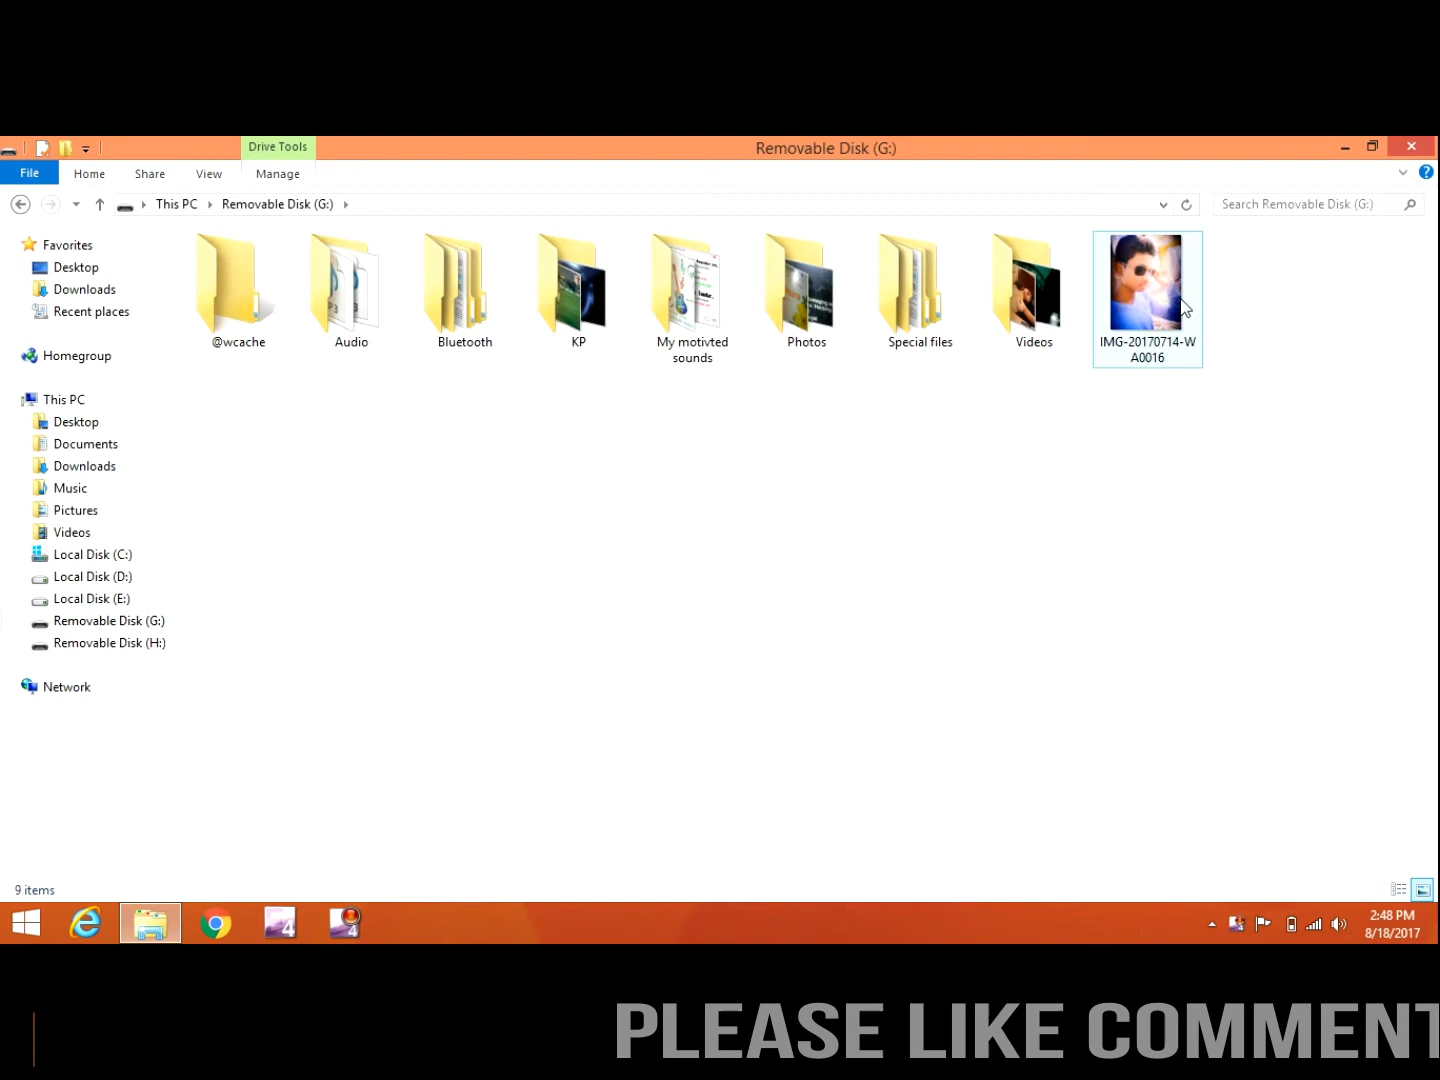 Drive Tools
Removable Disk (G:)
File
Home
Share
View
Manage
This PC
Removable Disk (G:)
Search Removable Disk (G:)
Favorites
Desktop
Downloads
Recent places
Homegroup
This PC
Desktop
Documents
Downloads
Music
Pictures
Videos
Local Disk (C:)
Local Disk (D:)
Local Disk (E:)
Removable Disk (G:)
Removable Disk (H:)
Network
@wcache
Audio
Bluetooth
KP
My motivted
sounds
Photos
Special files
Videos
IMG-20170714-W
A0016
9 items
2:48 PM
8/18/2017
PLEASE LIKE COMMENT